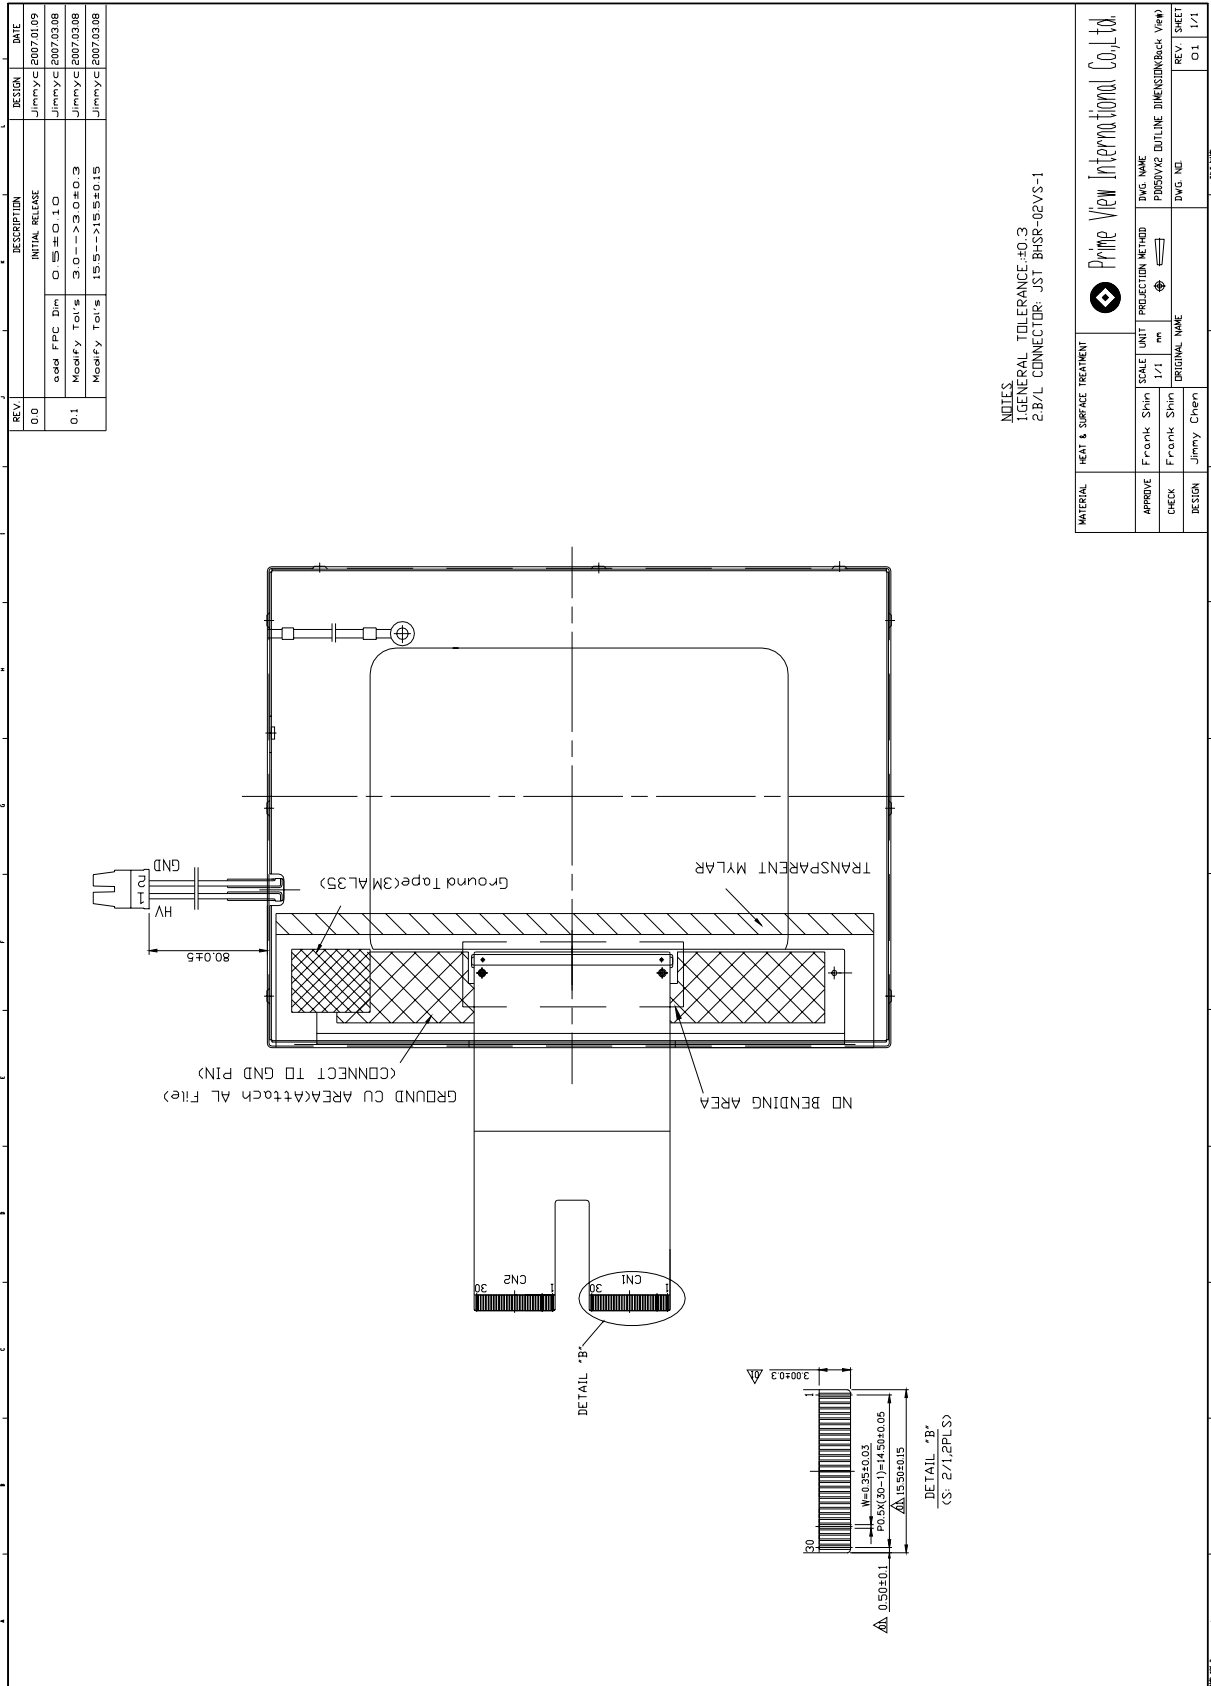 REV.
DESCRIPTION
DESIGN
DATE
0.0
INITIAL RELEASE
Jimmyc
2007.01.09
0.1
add FPC Dim
0.5±0.10
Jimmyc
2007.03.08
Modify Tol's
3.0-->3.0±0.3
Jimmyc
2007.03.08
Modify Tol's
15.5-->15.5±0.15
Jimmyc
2007.03.08
GND
2
1
HV
80.0±5
Ground Tape(3M AL35)
TRANSPARENT MYLAR
GROUND CU AREA(Attach AL File)
(CONNECT TO GND PIN)
NO BENDING AREA
30
CN2
1
30
CN1
1
DETAIL "B"
01
3.00±0.3
1
30
W=0.35±0.03
P0.5X(30-1)=14.50±0.05
01 15.50±0.15
01 0.50±0.1
DETAIL "B"
(S: 2/1,2PLS)
NOTES
1.GENERAL TOLERANCE:±0.3
2.B/L CONNECTOR: JST BHSR-02VS-1
MATERIAL
HEAT & SURFACE TREATMENT
Prime View International Co.,Ltd.
APPROVE
Frank Shin
SCALE
1/1
UNIT
mm
PROJECTION METHOD
DWG. NAME
PD050VX2 OUTLINE DIMENSION(Back View)
CHECK
Frank Shin
ORIGINAL NAME
DWG. NO.
REV.
01
SHEET
1/1
DESIGN
Jimmy Chen